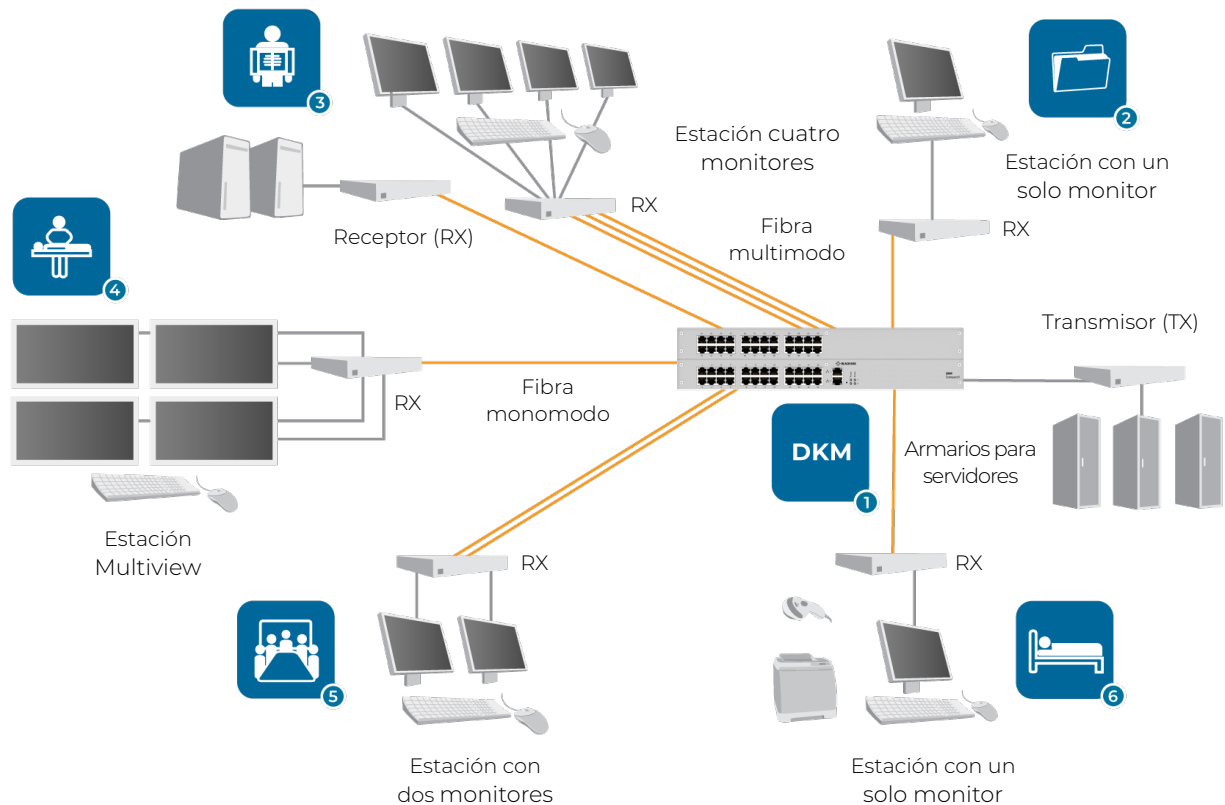 3
2
Estación cuatro
monitores
Estación con un
solo monitor
RX
RX
Receptor (RX)
Fibra
multimodo
4
Transmisor (TX)
RX
Fibra
monomodo
DKM
1
Armarios para
servidores
Estación
Multiview
RX
RX
5
6
Estación con
dos monitores
Estación con un
solo monitor